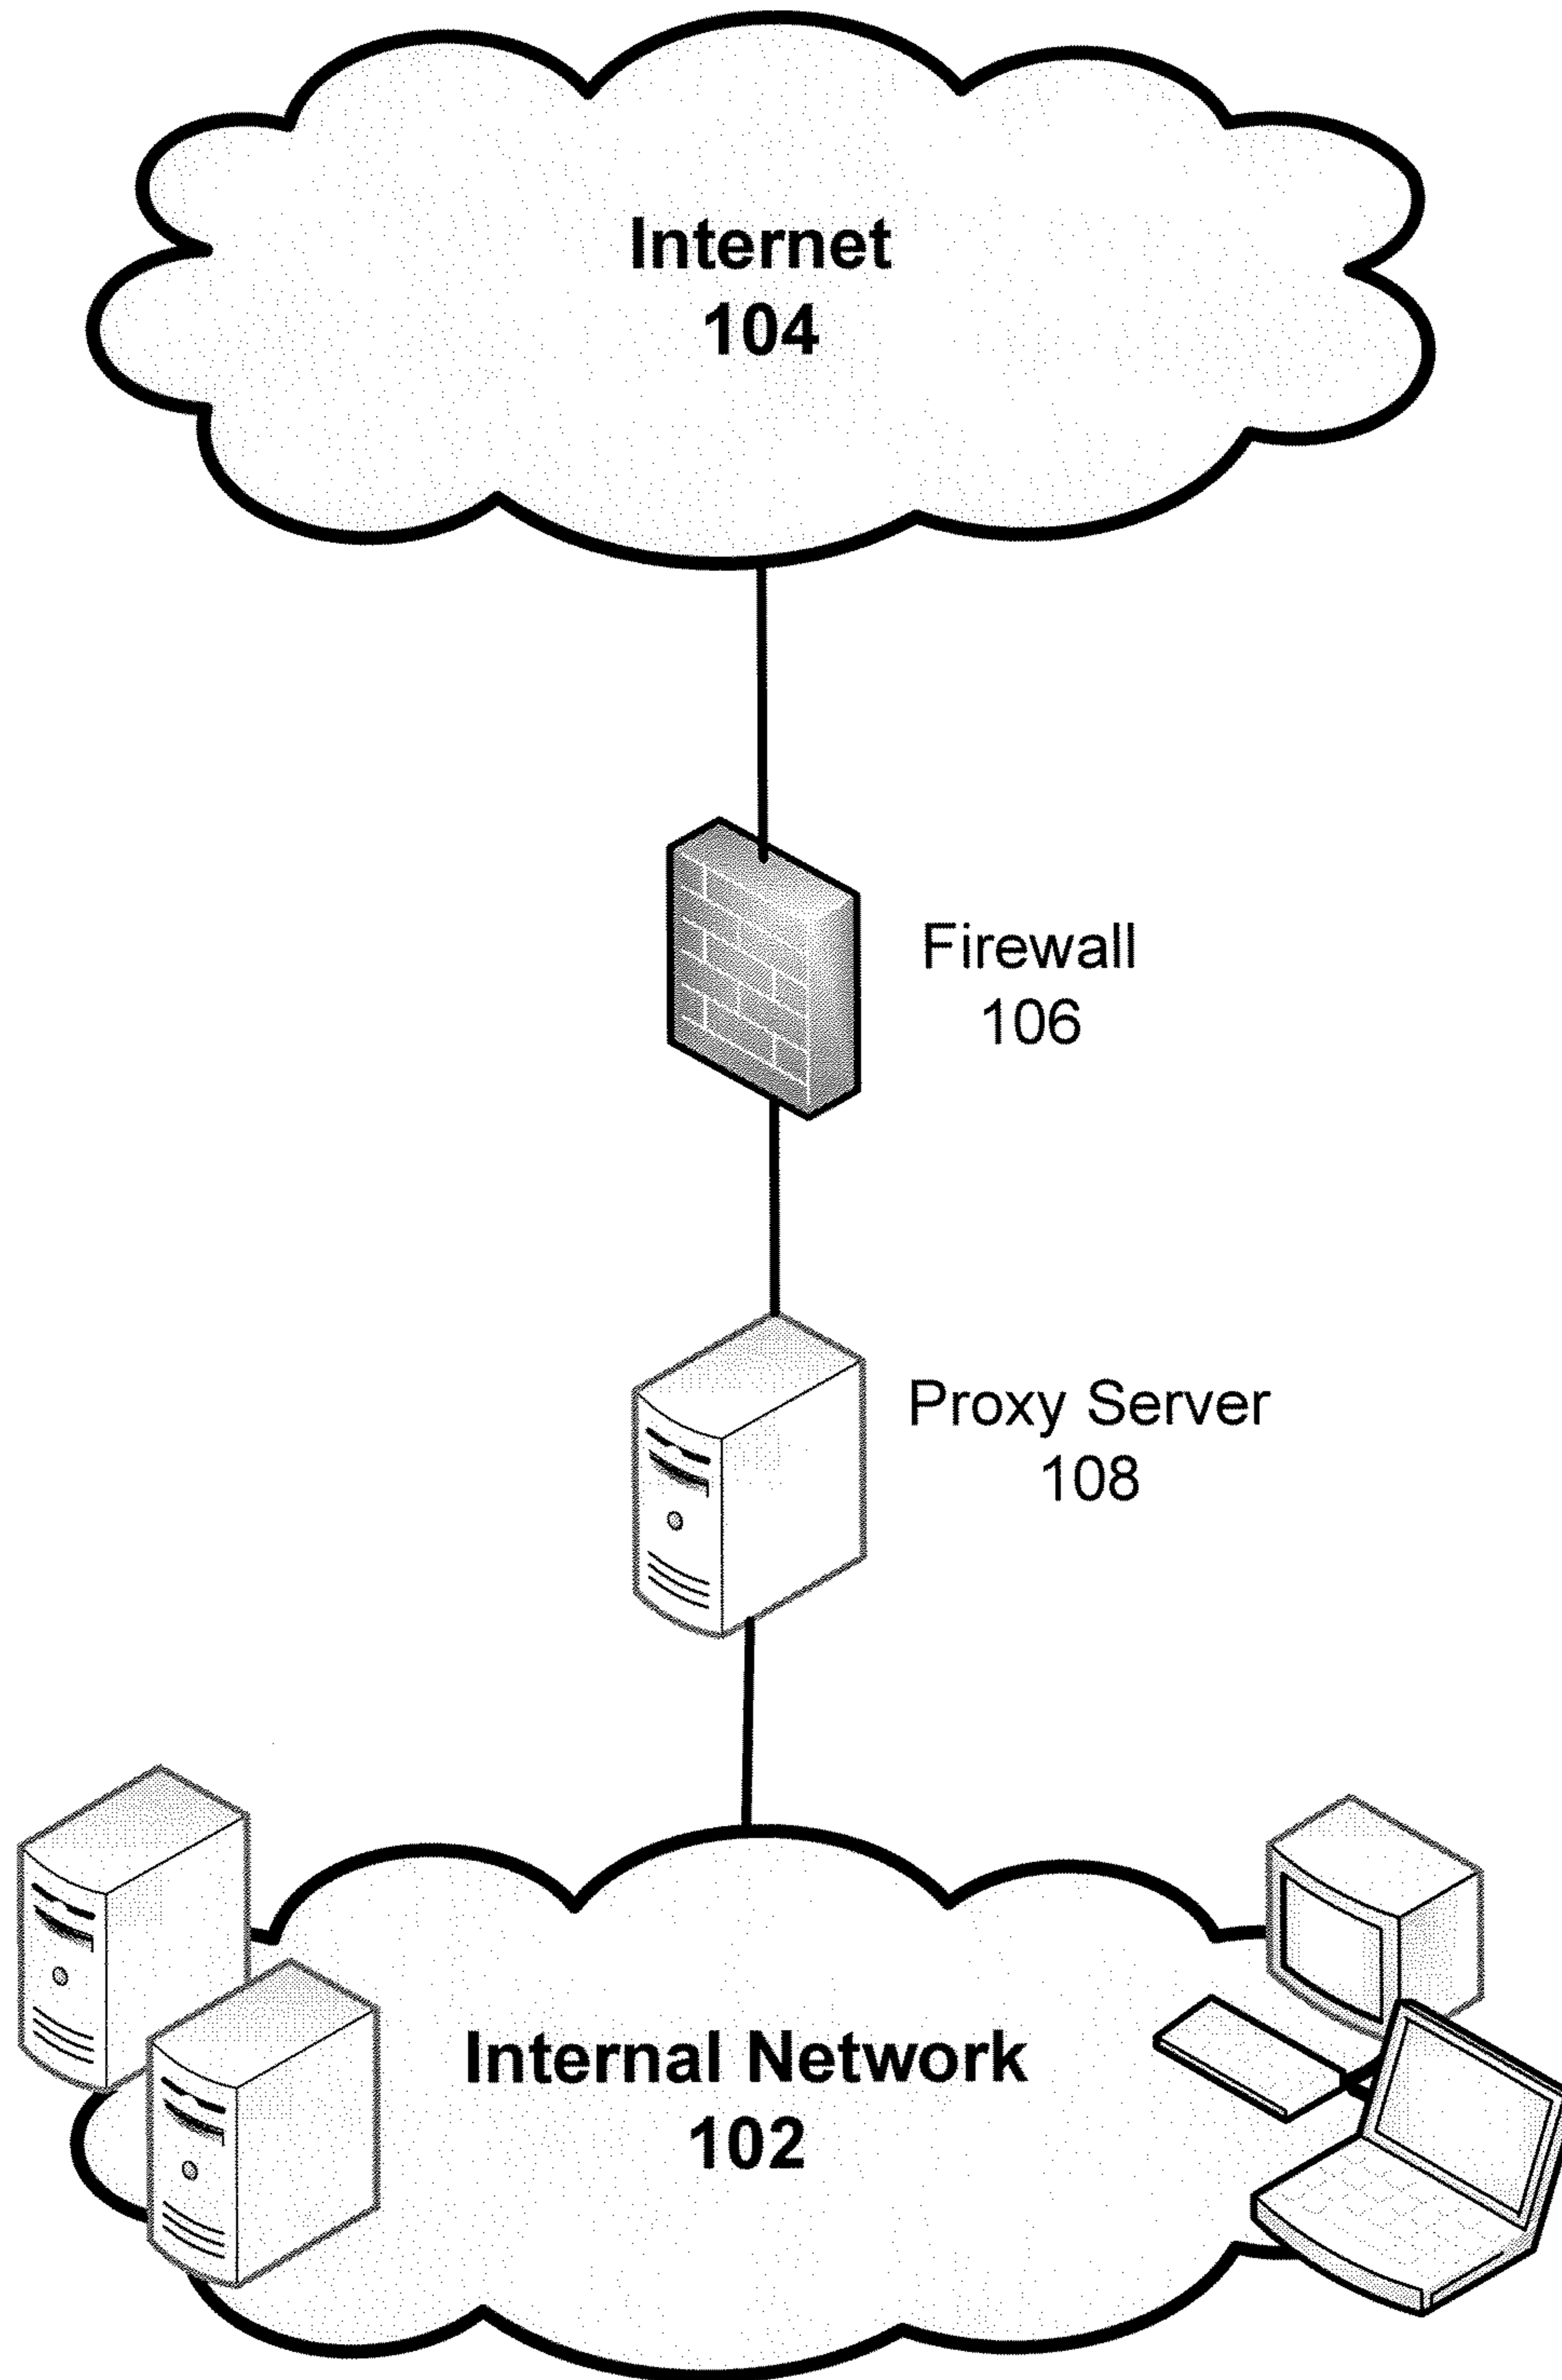 Internet
104
Firewall
106
Proxy Server
108
Internal Network
102